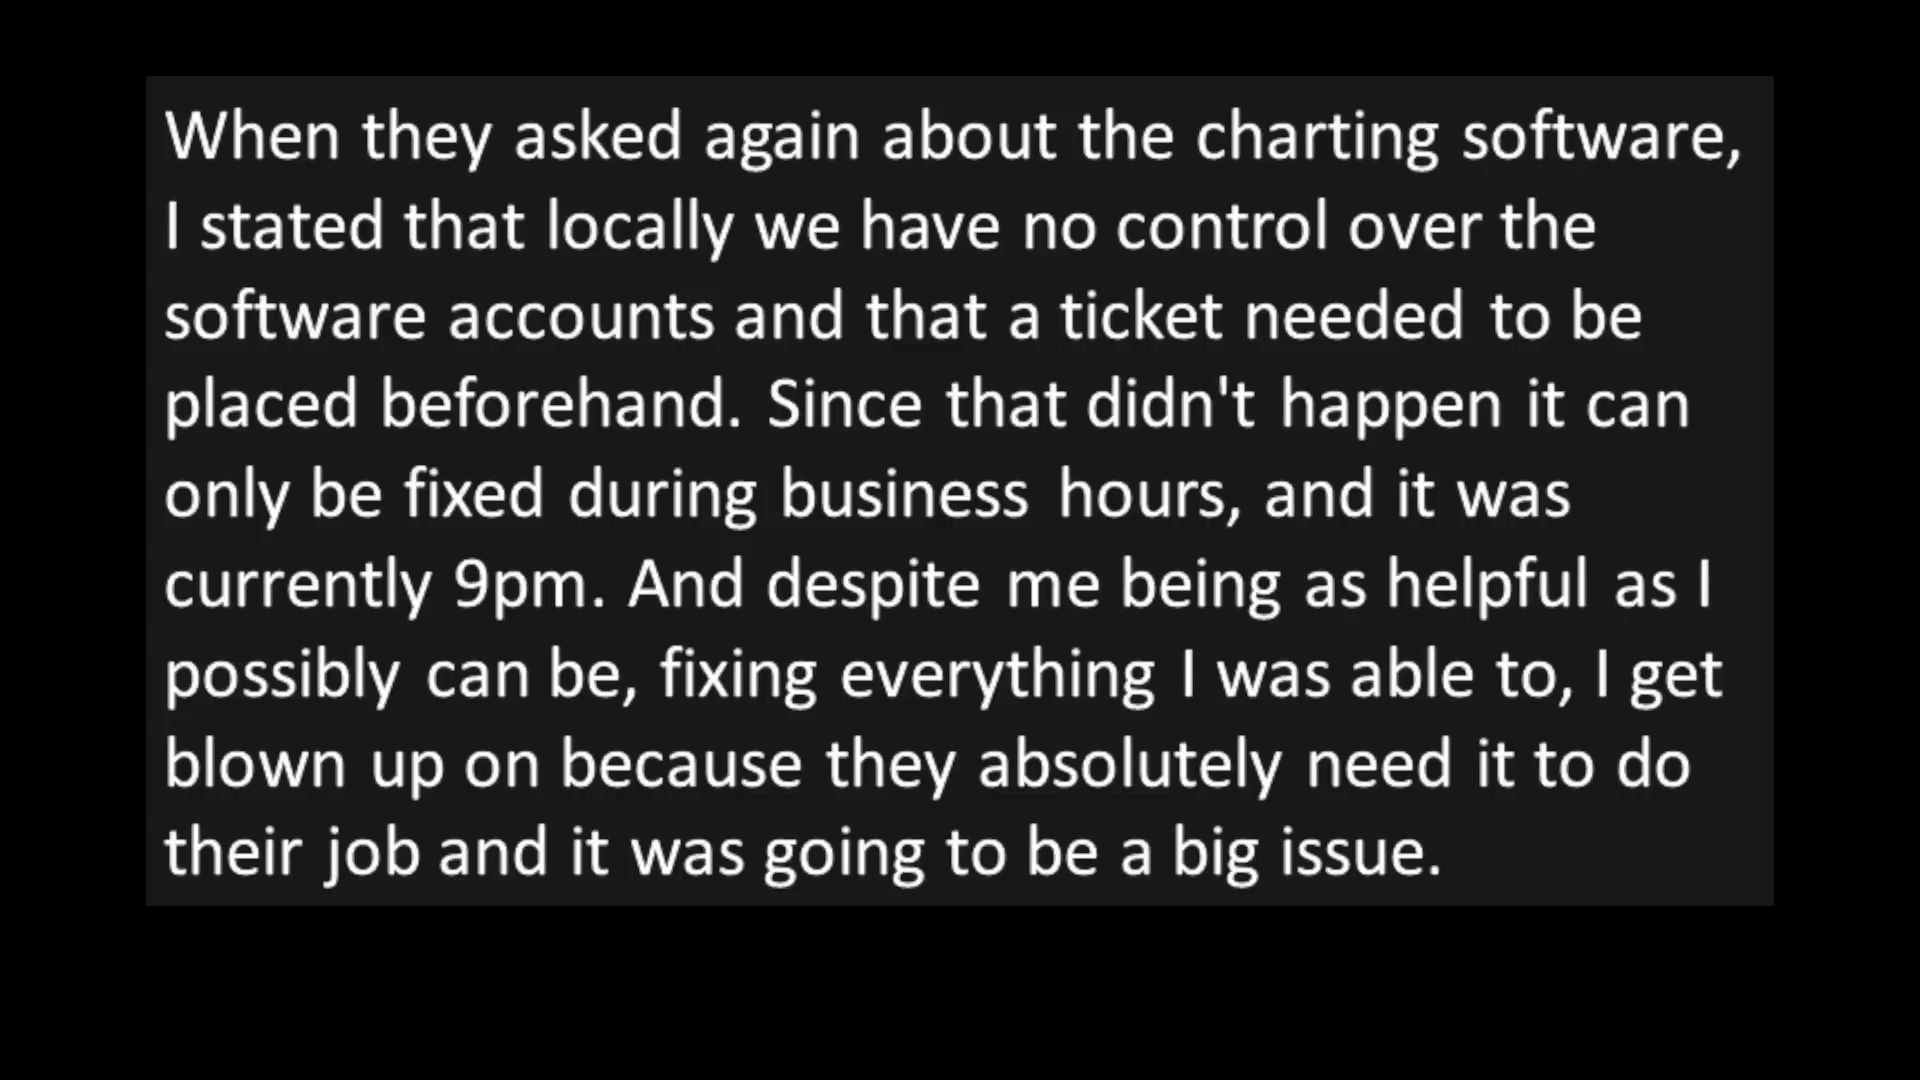 When they asked again about the charting software,
I stated that locally we have no control over the
software accounts and that a ticket needed to be
placed beforehand. Since that didn't happen it can
only be fixed during business hours, and it was
currently 9pm. And despite me being as helpful as I
possibly can be, fixing everything I was able to, I get
blown up on because they absolutely need it to do
their job and it was going to be a big issue.